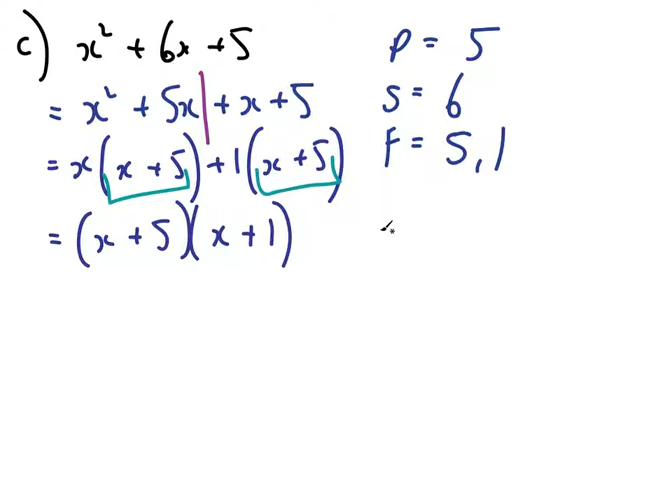 c) x² + 6x + 5
= x² + 5x + x + 5
= x(x + 5) + 1(x + 5)
= (x + 5)(x + 1)
P = 5
S = 6
F = 5, 1